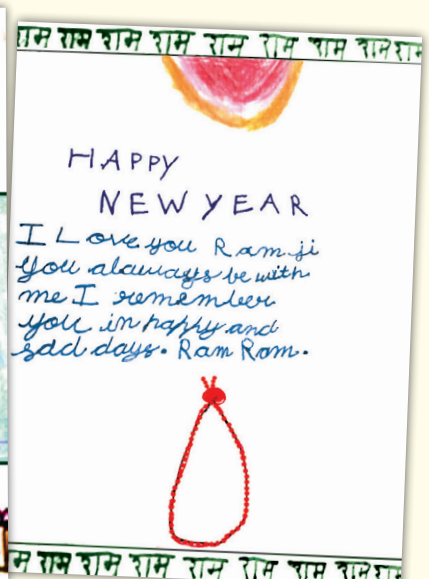 राम राम राम राम राम राम राम राम राम
HAPPY
NEW YEAR
I Love you Ram ji
you alaways be with
me I remember
you in happy and
sad days. Ram Ram.
राम राम राम राम राम राम राम राम राम